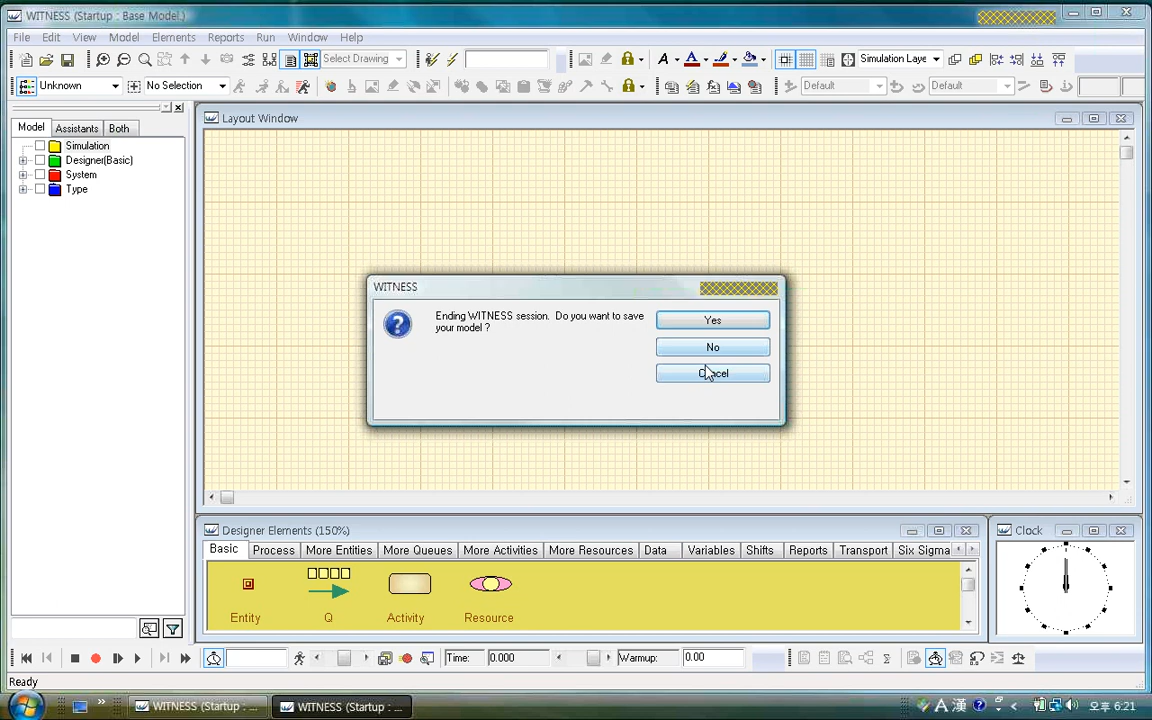 WITNESS (Startup : Base Model.)
File Edit View Model Elements Reports Run Window Help
Select Drawing
A A Simulation Laye
Unknown No Selection Default Default
Model Assistants Both
Simulation
Designer(Basic)
System
Type
Layout Window
WITNESS
Ending WITNESS session. Do you want to save
your model ?
Yes
No
Cancel
Designer Elements (150%)
Basic Process More Entities More Queues More Activities More Resources Data Variables Shifts Reports Transport Six Sigma
Entity Q Activity Resource
Clock
Time: 0.000 Warmup: 0.00
Ready
WITNESS (Startup : ... WITNESS (Startup : ... A 漢 오후 6:21